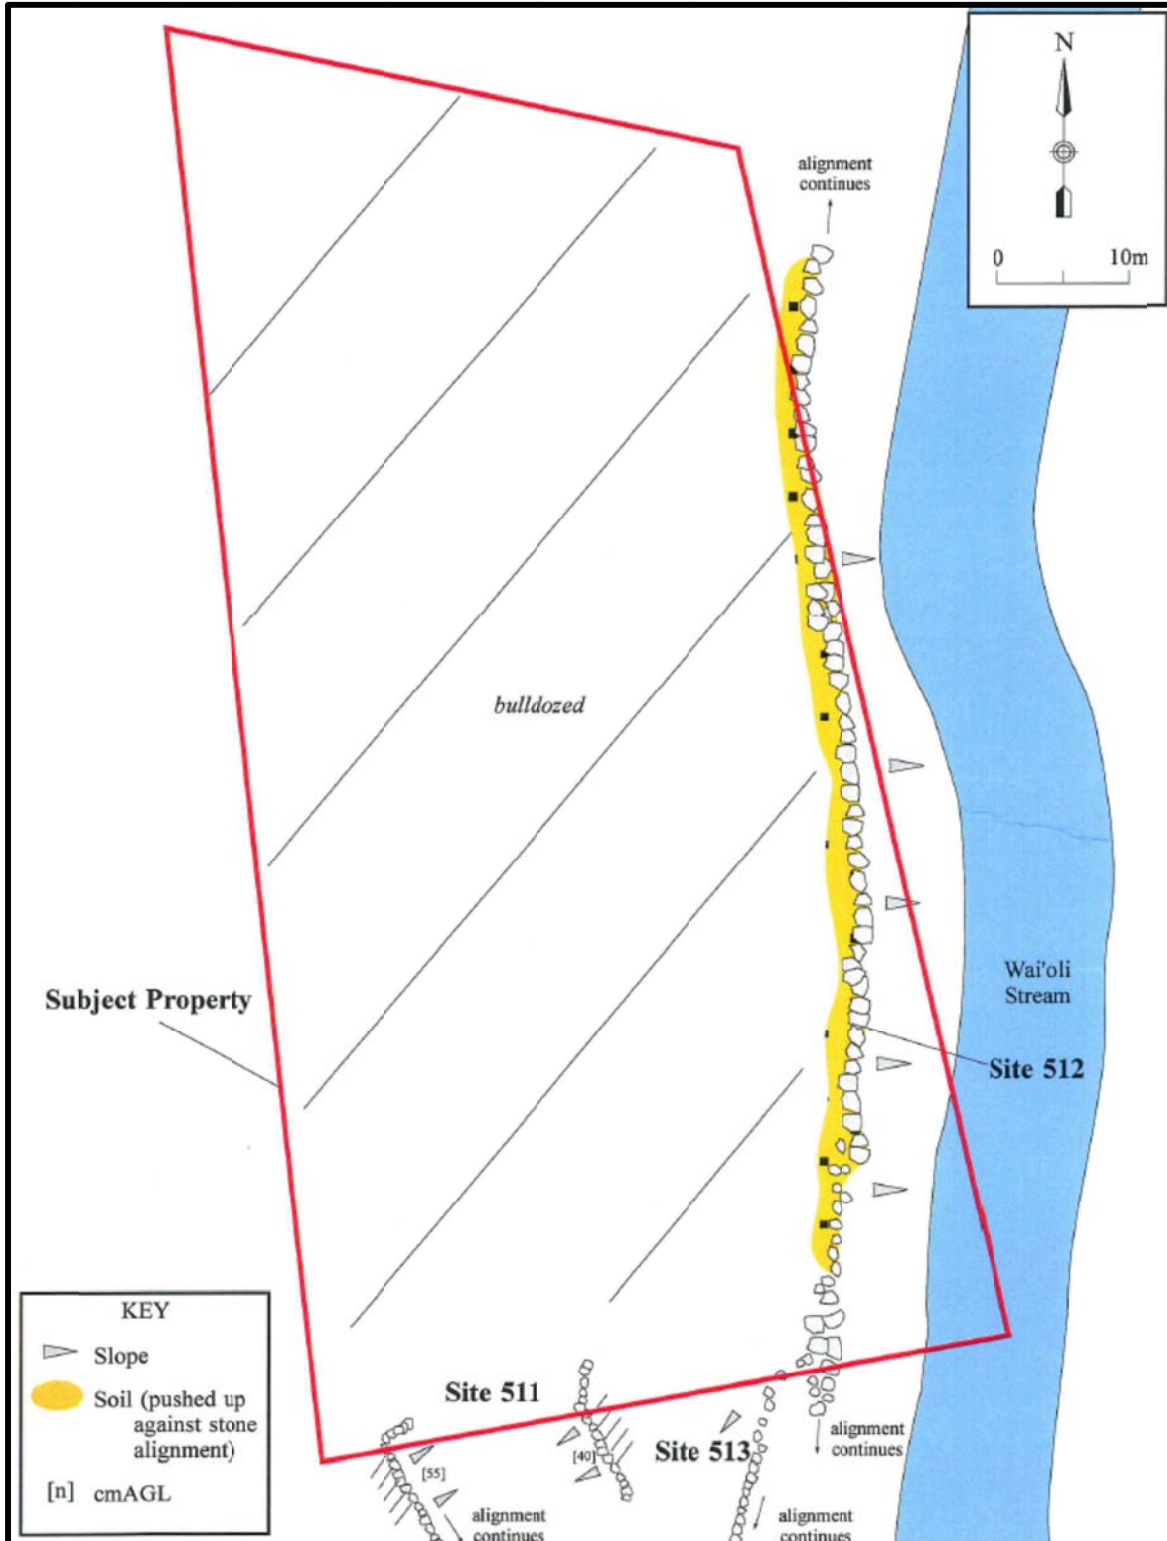 N
0 10m
alignment
continues
bulldozed
Subject Property
Wai'oli
Stream
Site 512
KEY
Slope
Soil (pushed up
against stone
alignment)
[n] cmAGL
Site 511
Site 513
[55]
[40]
alignment
continues
alignment
continues
alignment
continues